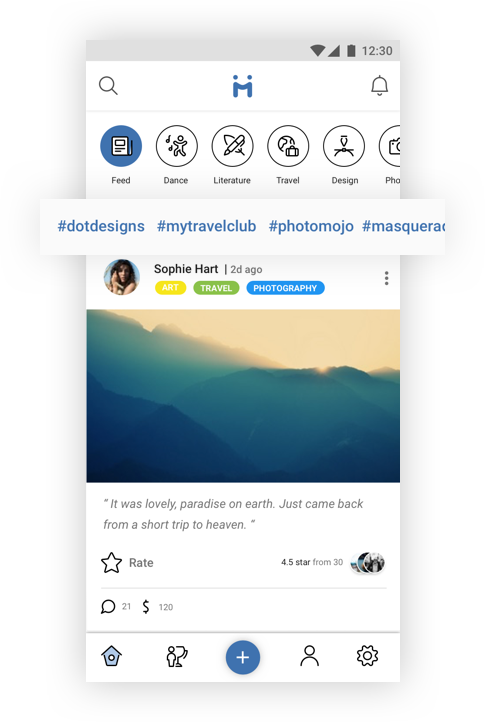 12:30
Feed Dance Literature Travel Design
#dotdesigns #mytravelclub #photomojo
Sophie Hart | 2d ago
ART TRAVEL PHOTOGRAPHY
“ It was lovely, paradise on earth. Just came back
from a short trip to heaven. ”
Rate 4.5 star from 30
21 $ 120